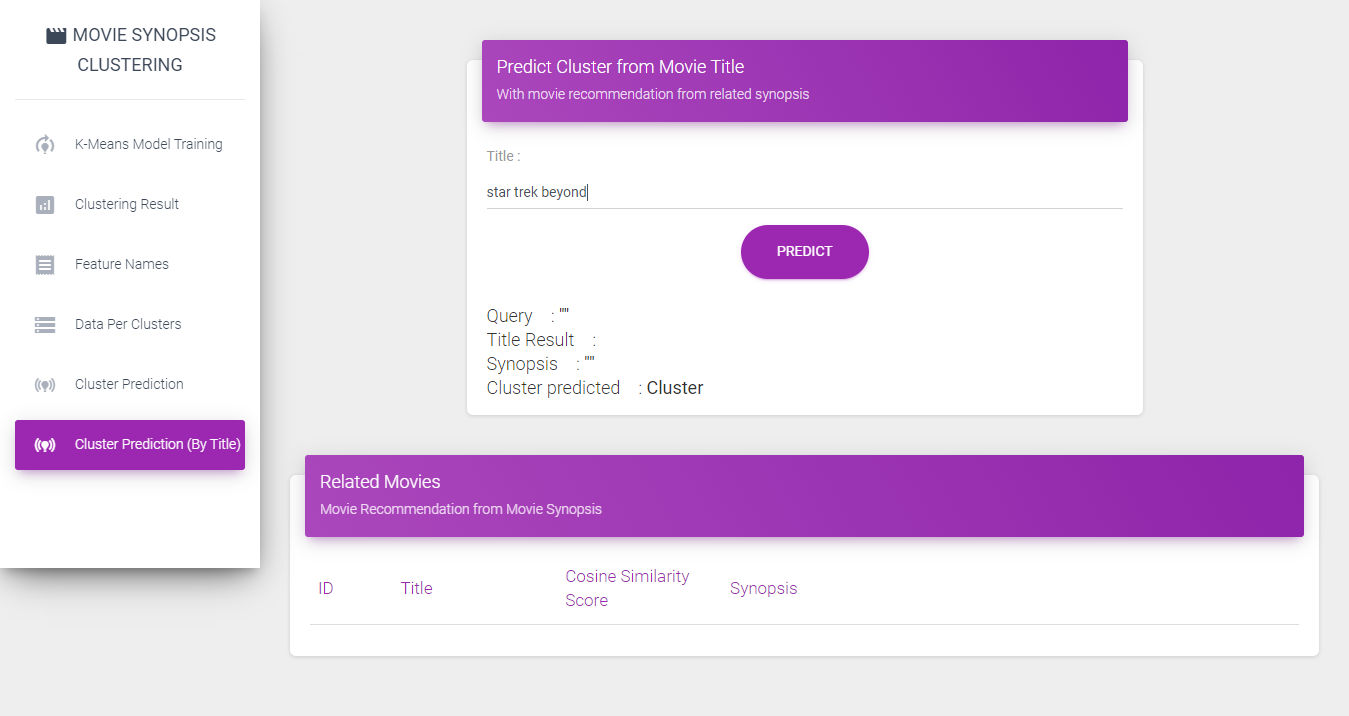 MOVIE SYNOPSIS
CLUSTERING
K-Means Model Training
Clustering Result
Feature Names
Data Per Clusters
Cluster Prediction
Cluster Prediction (By Title)
Predict Cluster from Movie Title
With movie recommendation from related synopsis
Title :
star trek beyond
PREDICT
Query : ""
Title Result :
Synopsis : ""
Cluster predicted : Cluster
Related Movies
Movie Recommendation from Movie Synopsis
ID Title Cosine Similarity Score Synopsis